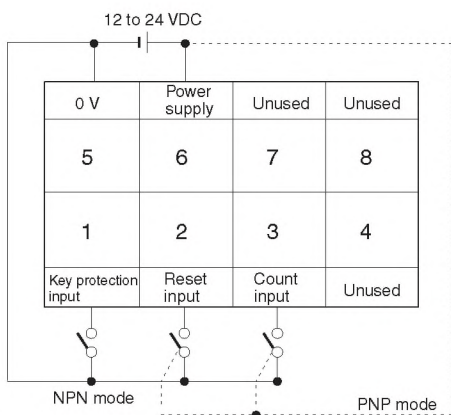 12 to 24 VDC
0 V
Power
supply
Unused
Unused
5
6
7
8
1
2
3
4
Key protection
input
Reset
input
Count
input
Unused
NPN mode
PNP mode